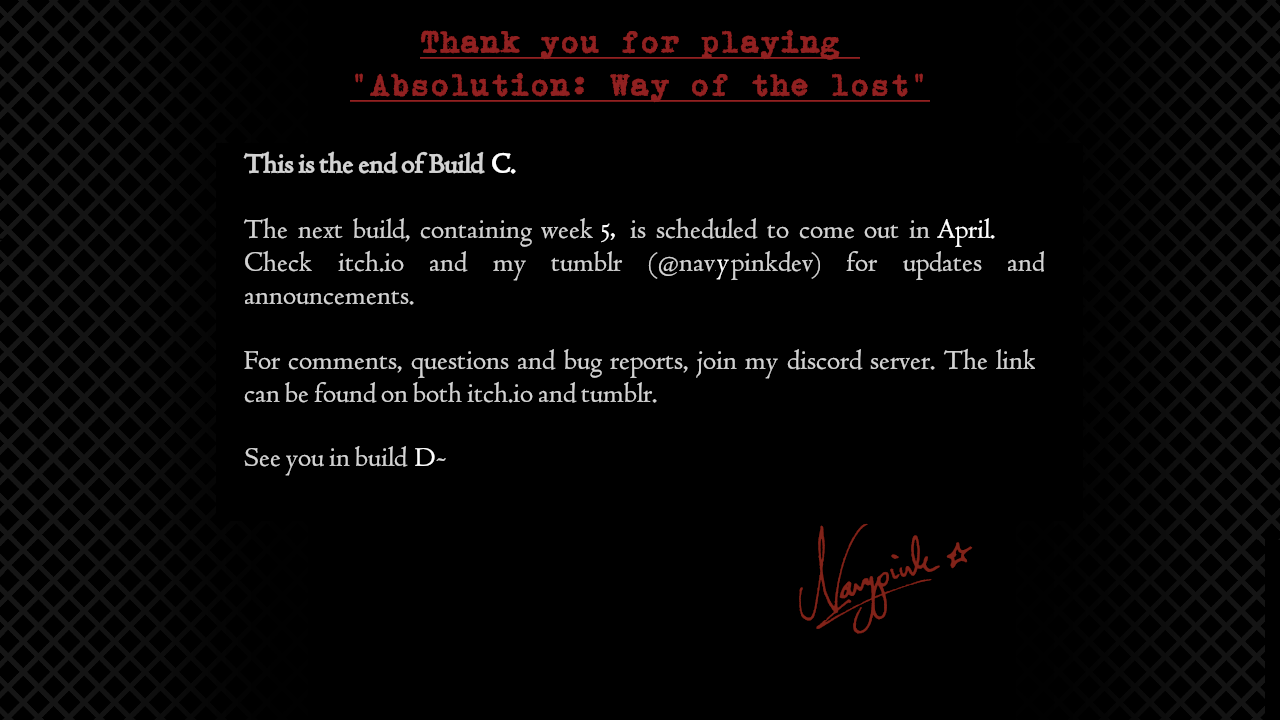 Thank you for playing
"Absolution: Way of the lost"
This is the end of Build C.
The next build, containing week 5, is scheduled to come out in April.
Check itch.io and my tumblr (@navypinkdev) for updates and
announcements.
For comments, questions and bug reports, join my discord server. The link
can be found on both itch.io and tumblr.
See you in build D~
Navypink